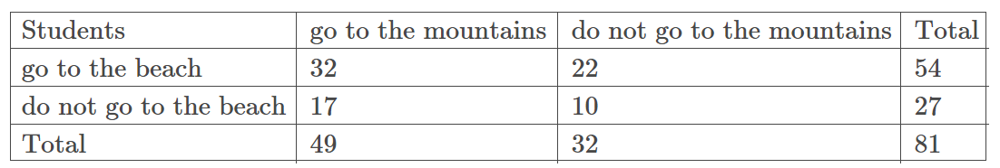 Students go to the mountains do not go to the mountains Total
go to the beach 32 22 54
do not go to the beach 17 10 27
Total 49 32 81